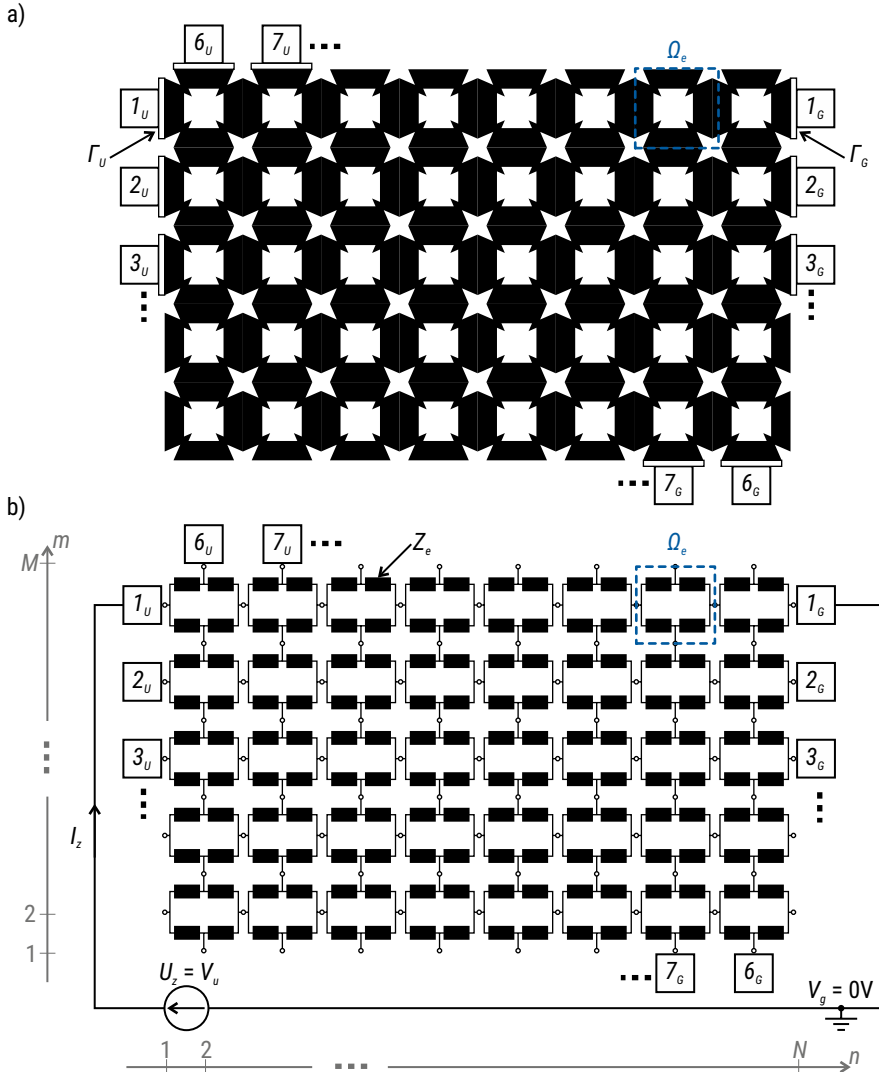 a)
6U 7U
Ωe
1U 1G
ΓU ΓG
2U 2G
3U 3G
7G 6G
b)
m
M
6U 7U Ze Ωe
1U 1G
2U 2G
3U 3G
Iz
2
1
7G 6G
Uz = Vu Vg = 0V
1 2 N n